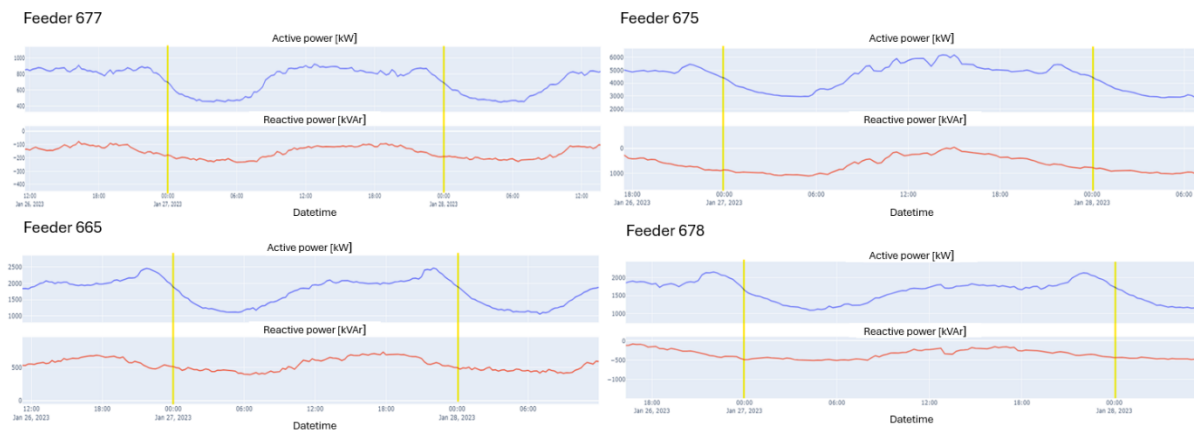 Feeder 677
Active power [kW]
1000
800
600
400
Reactive power [kVAr]
0
−100
−200
−300
−400
12:00 18:00 00:00 06:00 12:00 18:00 00:00 06:00 12:00
Jan 26, 2023 Jan 27, 2023 Jan 28, 2023
Datetime
Feeder 675
Active power [kW]
6000
5000
4000
3000
2000
Reactive power [kVAr]
0
1000
18:00 00:00 06:00 12:00 18:00 00:00 06:00
Jan 26, 2023 Jan 27, 2023 Jan 28, 2023
Datetime
Feeder 665
Active power [kW]
2500
2000
1500
1000
Reactive power [kVAr]
500
0
12:00 18:00 00:00 06:00 12:00 18:00 00:00 06:00
Jan 26, 2023 Jan 27, 2023 Jan 28, 2023
Datetime
Feeder 678
Active power [kW]
2000
1500
1000
Reactive power [kVAr]
0
−500
−1000
18:00 00:00 06:00 12:00 18:00 00:00
Jan 26, 2023 Jan 27, 2023 Jan 28, 2023
Datetime